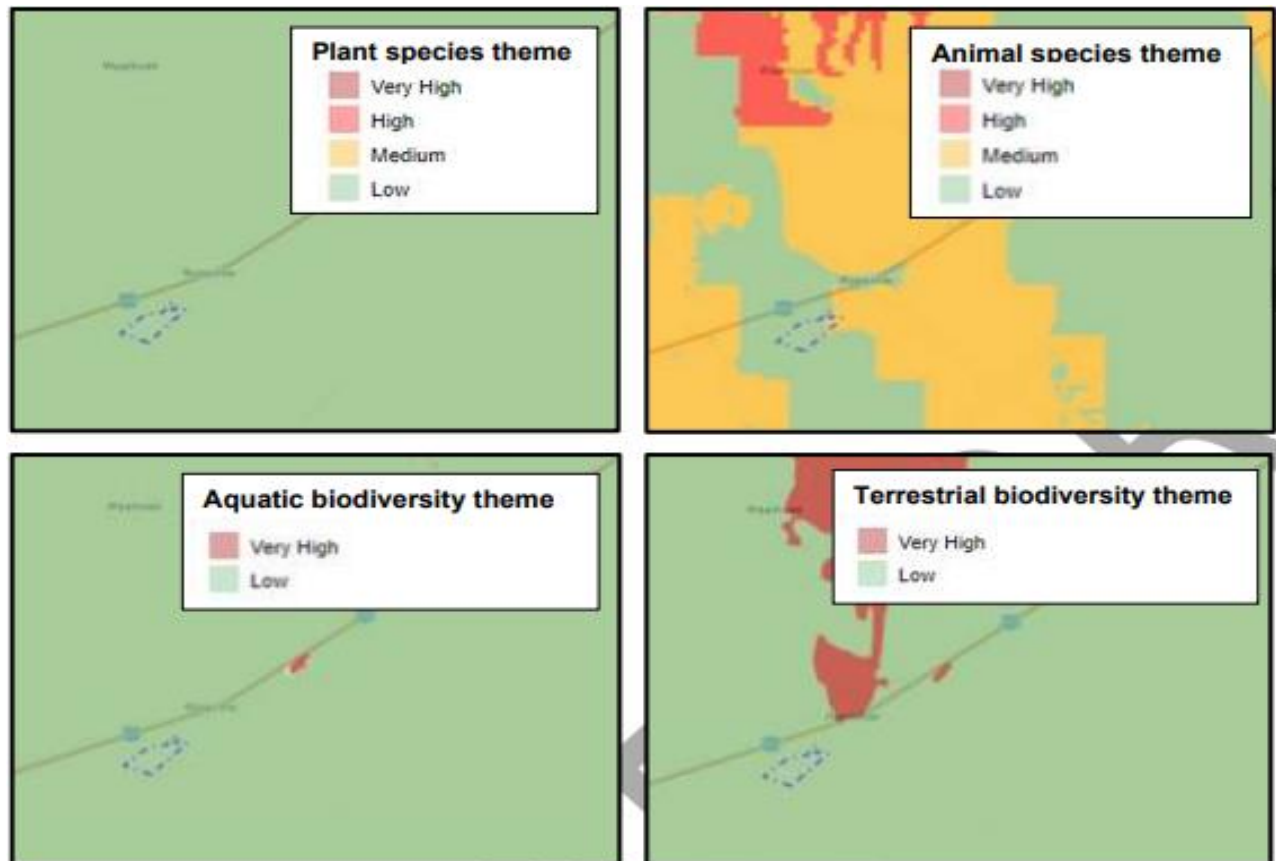 Plant species theme
Very High
High
Medium
Low
Animal species theme
Very High
High
Medium
Low
Aquatic biodiversity theme
Very High
Low
Terrestrial biodiversity theme
Very High
Low